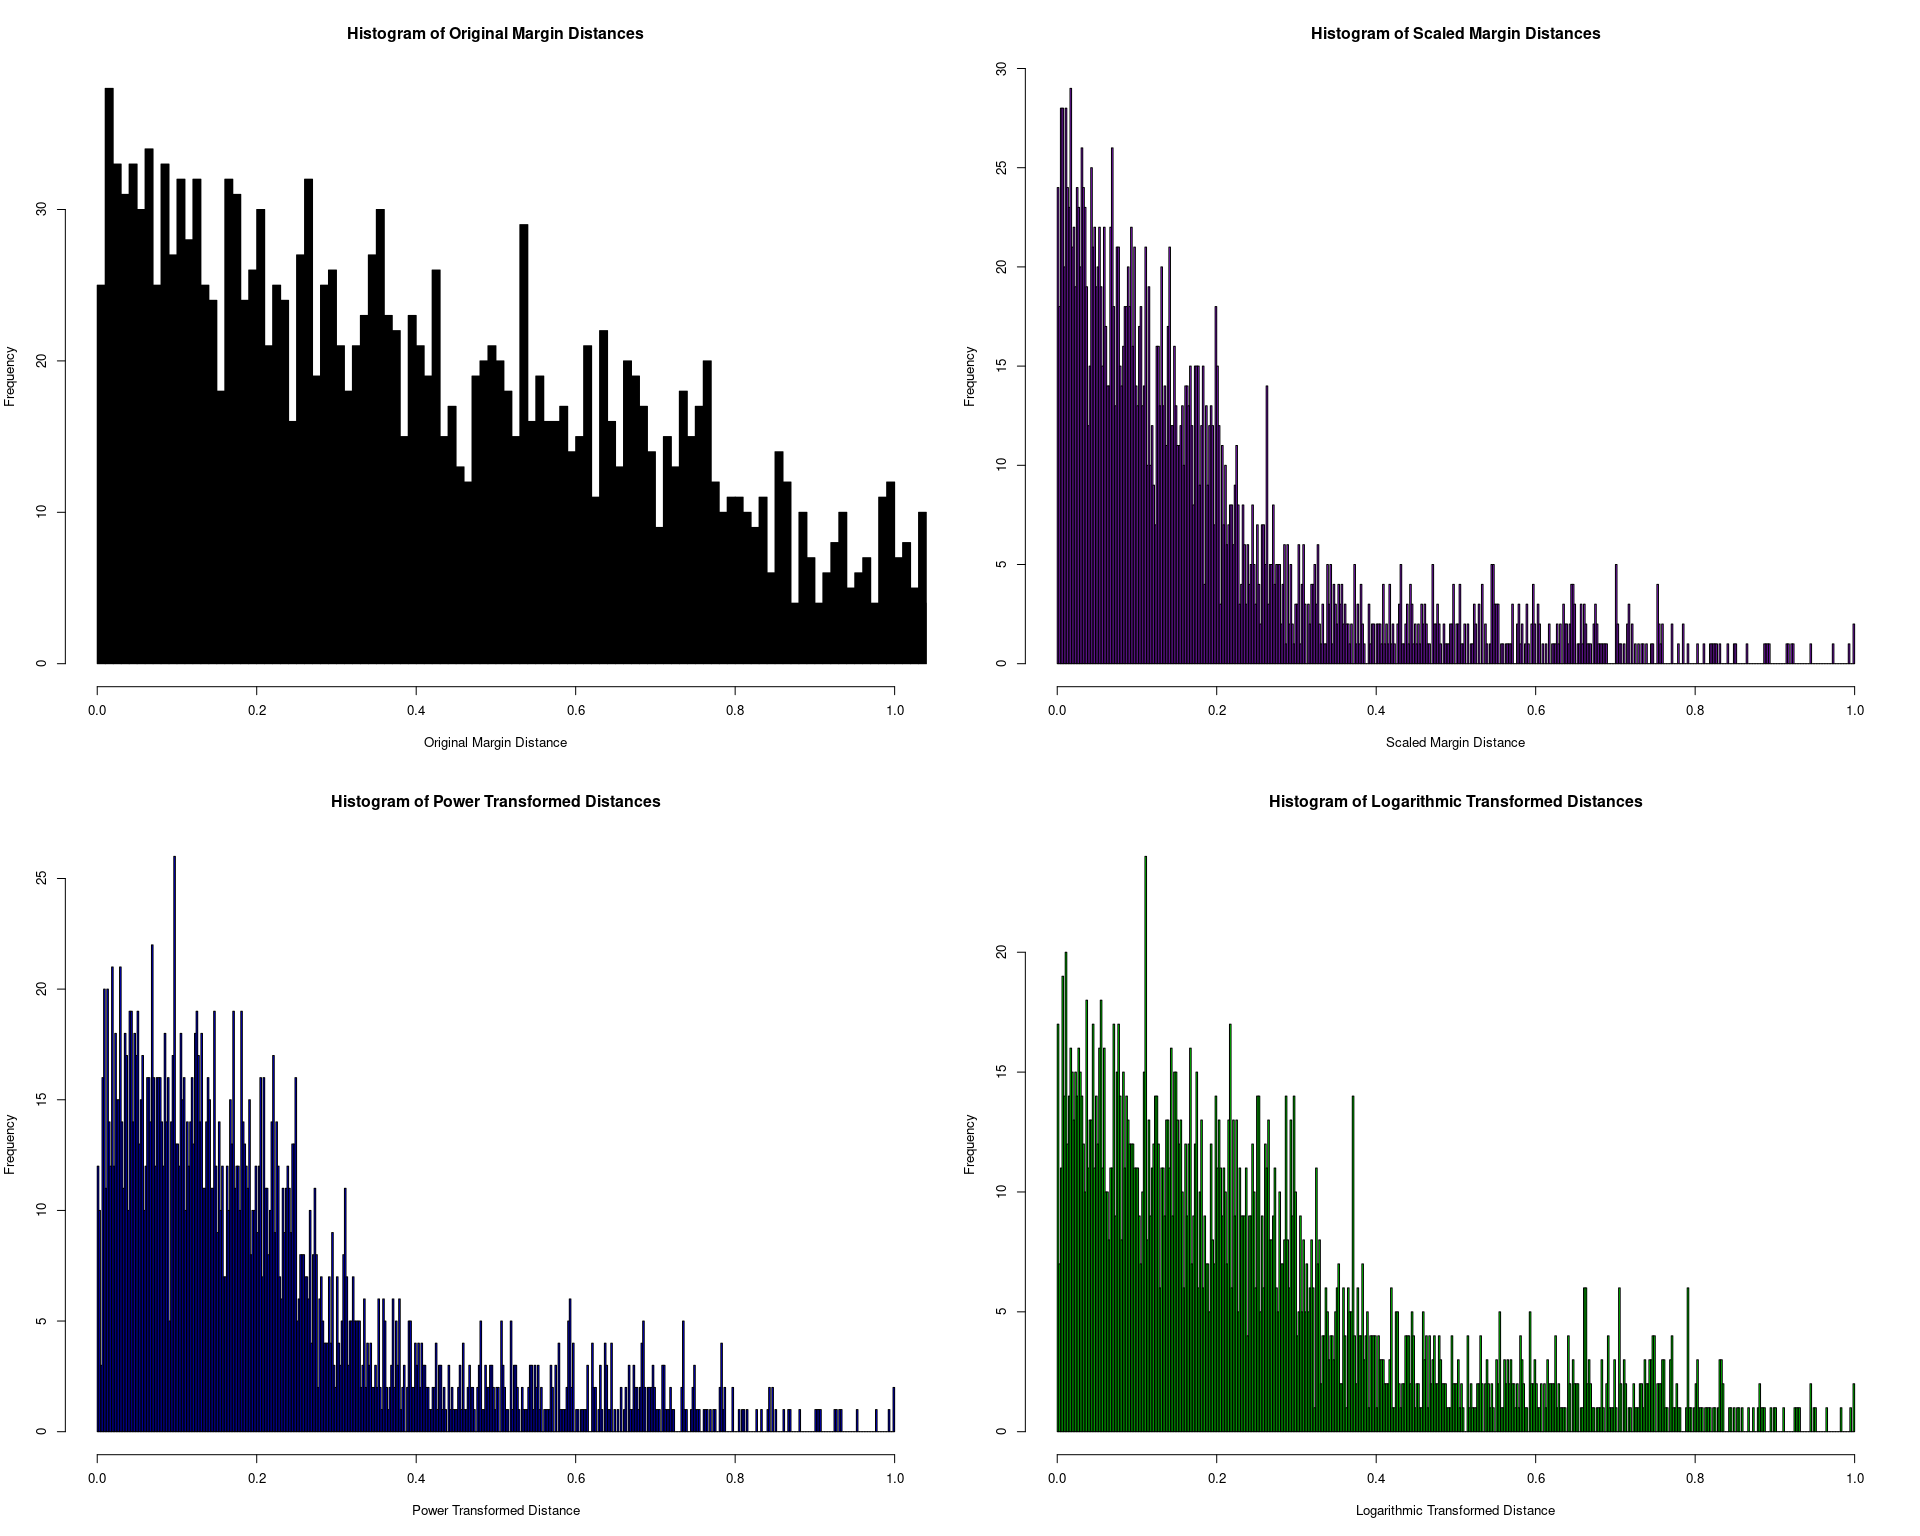 Histogram of Original Margin Distances
30
20
10
0
Frequency
0.0 0.2 0.4 0.6 0.8 1.0
Original Margin Distance
Histogram of Scaled Margin Distances
30
25
20
15
10
5
0
Frequency
0.0 0.2 0.4 0.6 0.8 1.0
Scaled Margin Distance
Histogram of Power Transformed Distances
25
20
15
10
5
0
Frequency
0.0 0.2 0.4 0.6 0.8 1.0
Power Transformed Distance
Histogram of Logarithmic Transformed Distances
20
15
10
5
0
Frequency
0.0 0.2 0.4 0.6 0.8 1.0
Logarithmic Transformed Distance